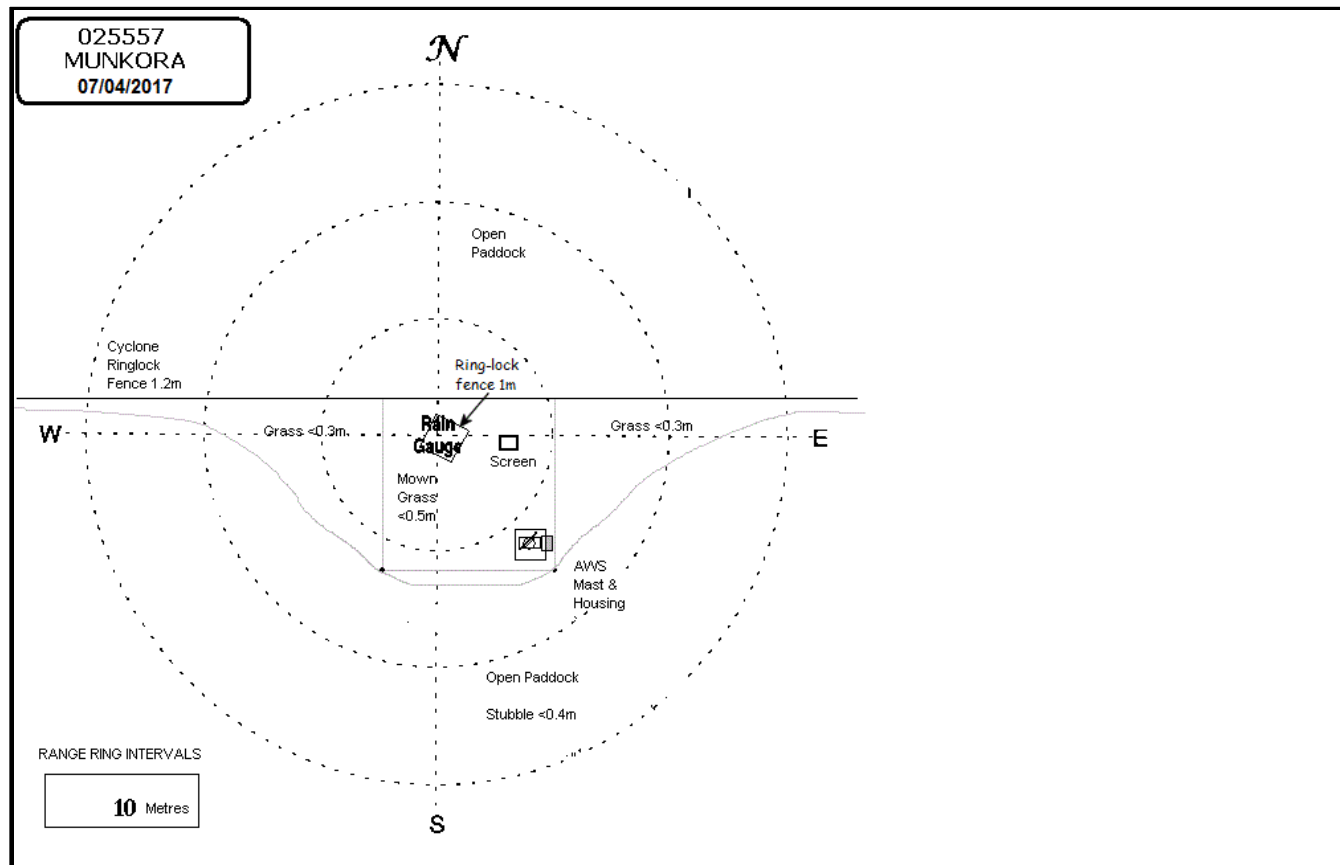 025557
MUNKORA
07/04/2017
N
Open
Paddock
Cyclone
Ringlock
Fence 1.2m
Ring-lock
fence 1m
W
Grass <0.3m
Rain
Gauge
Grass <0.3m
E
Screen
Mown
Grass
<0.5m
AWS
Mast &
Housing
Open Paddock
Stubble <0.4m
RANGE RING INTERVALS
10 Metres
S